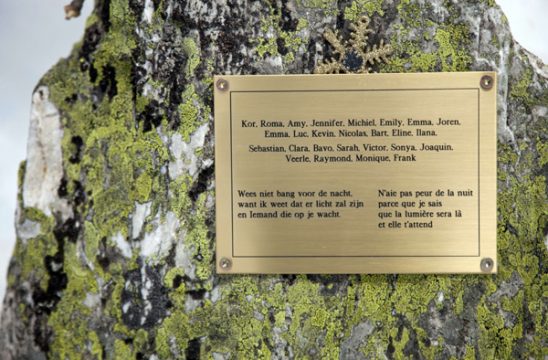 Kor, Roma, Amy, Jennifer, Michiel, Emily, Emma, Joren,
Emma, Luc, Kevin, Nicolas, Bart, Eline, Ilana,
Sebastian, Clara, Bavo, Sarah, Victor, Sonya, Joaquin,
Veerle, Raymond, Monique, Frank
Wees niet bang voor de nacht,
want ik weet dat er licht zal zijn
en Iemand die op je wacht.
N'aie pas peur de la nuit
parce que je sais
que la lumière sera là
et elle t'attend